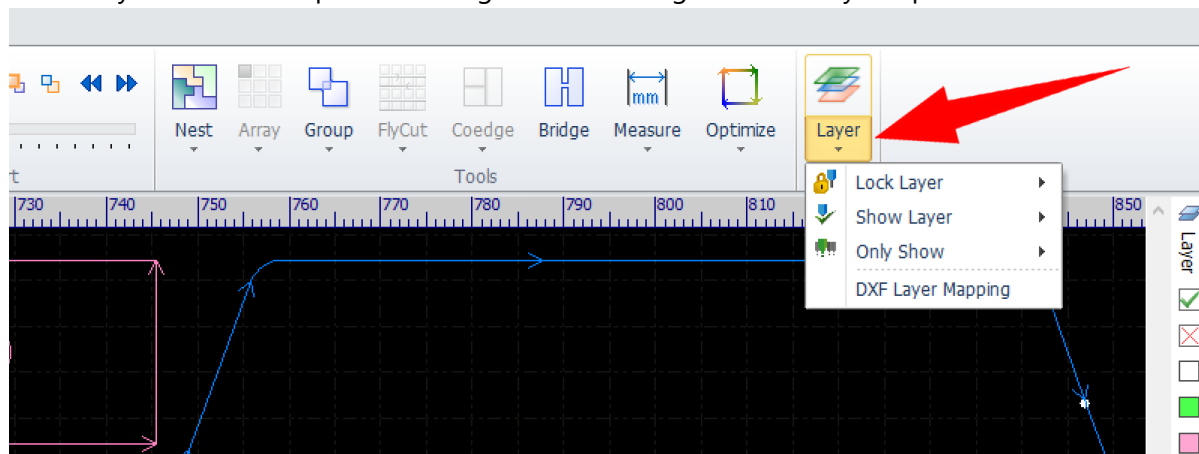 Nest Array Group FlyCut Coedge Bridge Measure Optimize Layer
mm
Tools
Lock Layer
Show Layer
Only Show
DXF Layer Mapping
730 740 750 760 770 780 790 800 810 850
Layer